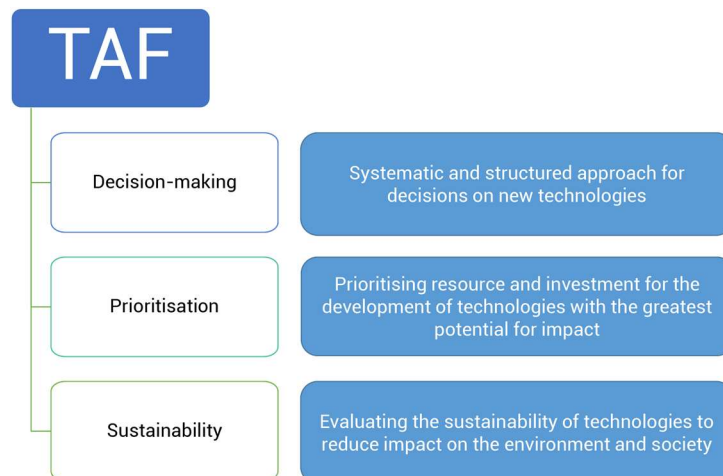 TAF
Decision-making
Systematic and structured approach for
decisions on new technologies
Prioritisation
Prioritising resource and investment for the
development of technologies with the greatest
potential for impact
Sustainability
Evaluating the sustainability of technologies to
reduce impact on the environment and society